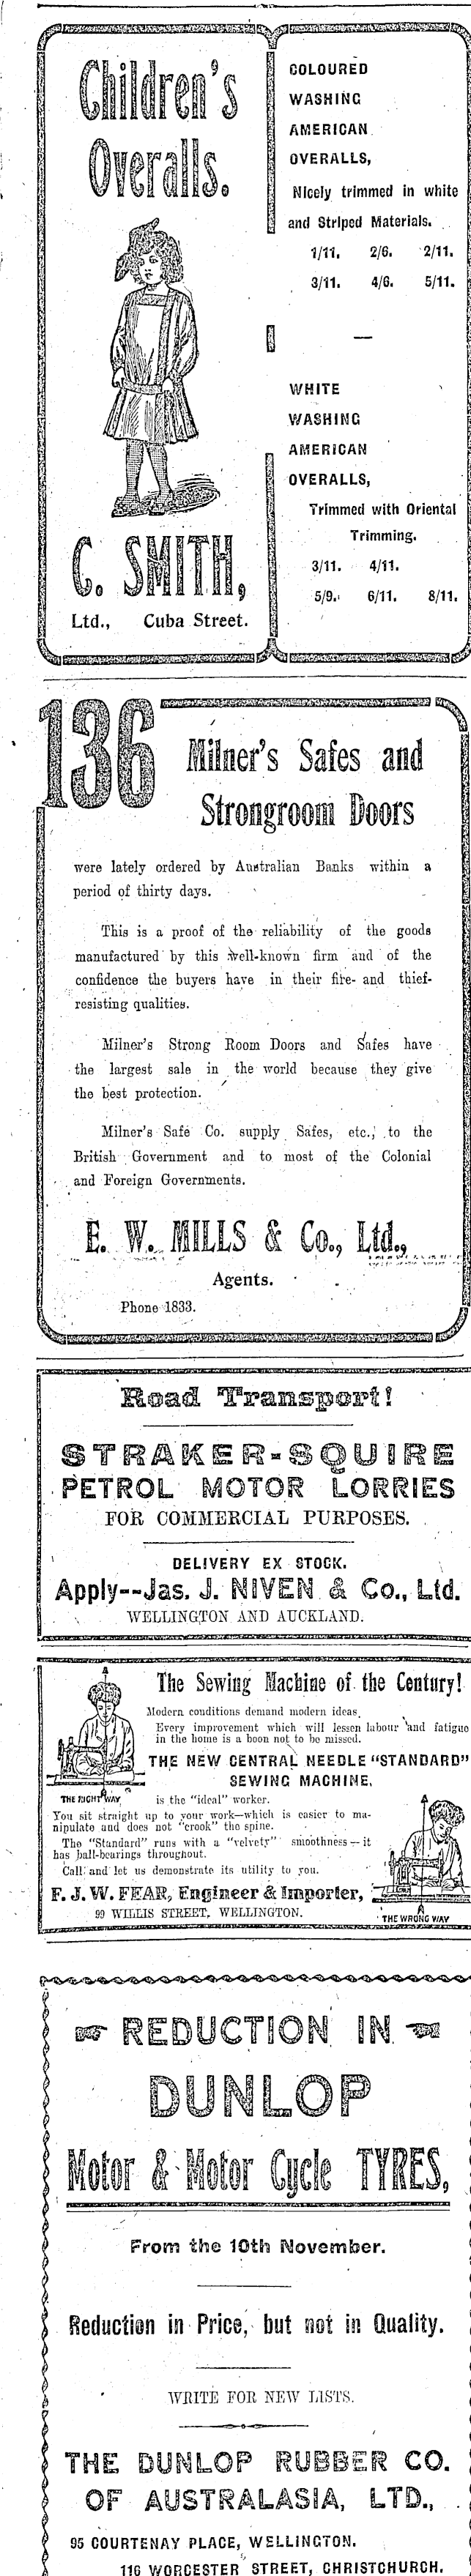 Children's
Overalls.
C. SMITH,
Ltd., Cuba Street.
COLOURED
WASHING
AMERICAN
OVERALLS,
Nicely trimmed in white
and Striped Materials.
1/11. 2/6. 2/11.
3/11. 4/6. 5/11.
—
WHITE
WASHING
AMERICAN
OVERALLS,
Trimmed with Oriental
Trimming.
3/11. 4/11.
5/9. 6/11. 8/11.
136 Milner's Safes and
Strongroom Doors
were lately ordered by Australian Banks within a
period of thirty days.
This is a proof of the reliability of the goods
manufactured by this well-known firm and of the
confidence the buyers have in their fire- and thief-
resisting qualities.
Milner's Strong Room Doors and Safes have
the largest sale in the world because they give
the best protection.
Milner's Safe Co. supply Safes, etc., to the
British Government and to most of the Colonial
and Foreign Governments.
E. W. MILLS & Co., Ltd.,
Agents.
Phone 1833.
Road Transport!
STRAKER-SQUIRE
PETROL MOTOR LORRIES
FOR COMMERCIAL PURPOSES.
DELIVERY EX STOCK.
Apply--Jas. J. NIVEN & Co., Ltd.
WELLINGTON AND AUCKLAND.
The Sewing Machine of the Century!
Modern conditions demand modern ideas.
Every improvement which will lessen labour and fatigue
in the home is a boon not to be missed.
THE NEW CENTRAL NEEDLE "STANDARD"
SEWING MACHINE,
THE RIGHT WAY
is the "ideal" worker.
You sit straight up to your work—which is easier to ma-
nipulate and does not "crook" the spine.
The "Standard" runs with a "velvety" smoothness—it
has ball-bearings throughout.
Call and let us demonstrate its utility to you.
F. J. W. FEAR, Engineer & Importer,
99 WILLIS STREET, WELLINGTON.
THE WRONG WAY
REDUCTION IN
DUNLOP
Motor & Motor Cycle TYRES,
From the 10th November.
Reduction in Price, but not in Quality.
WRITE FOR NEW LISTS.
THE DUNLOP RUBBER CO.
OF AUSTRALASIA, LTD.,
95 COURTENAY PLACE, WELLINGTON.
116 WORCESTER STREET, CHRISTCHURCH.